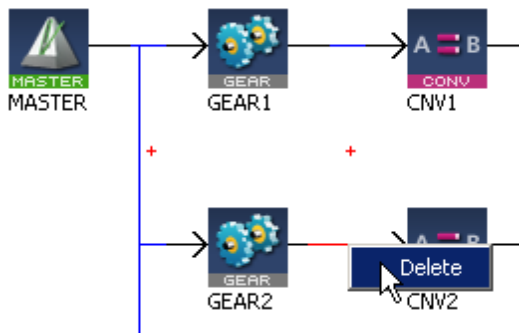 MASTER
MASTER
GEAR
GEAR1
A B
CONV
CNV1
GEAR
GEAR2
A B
Delete
CNV2